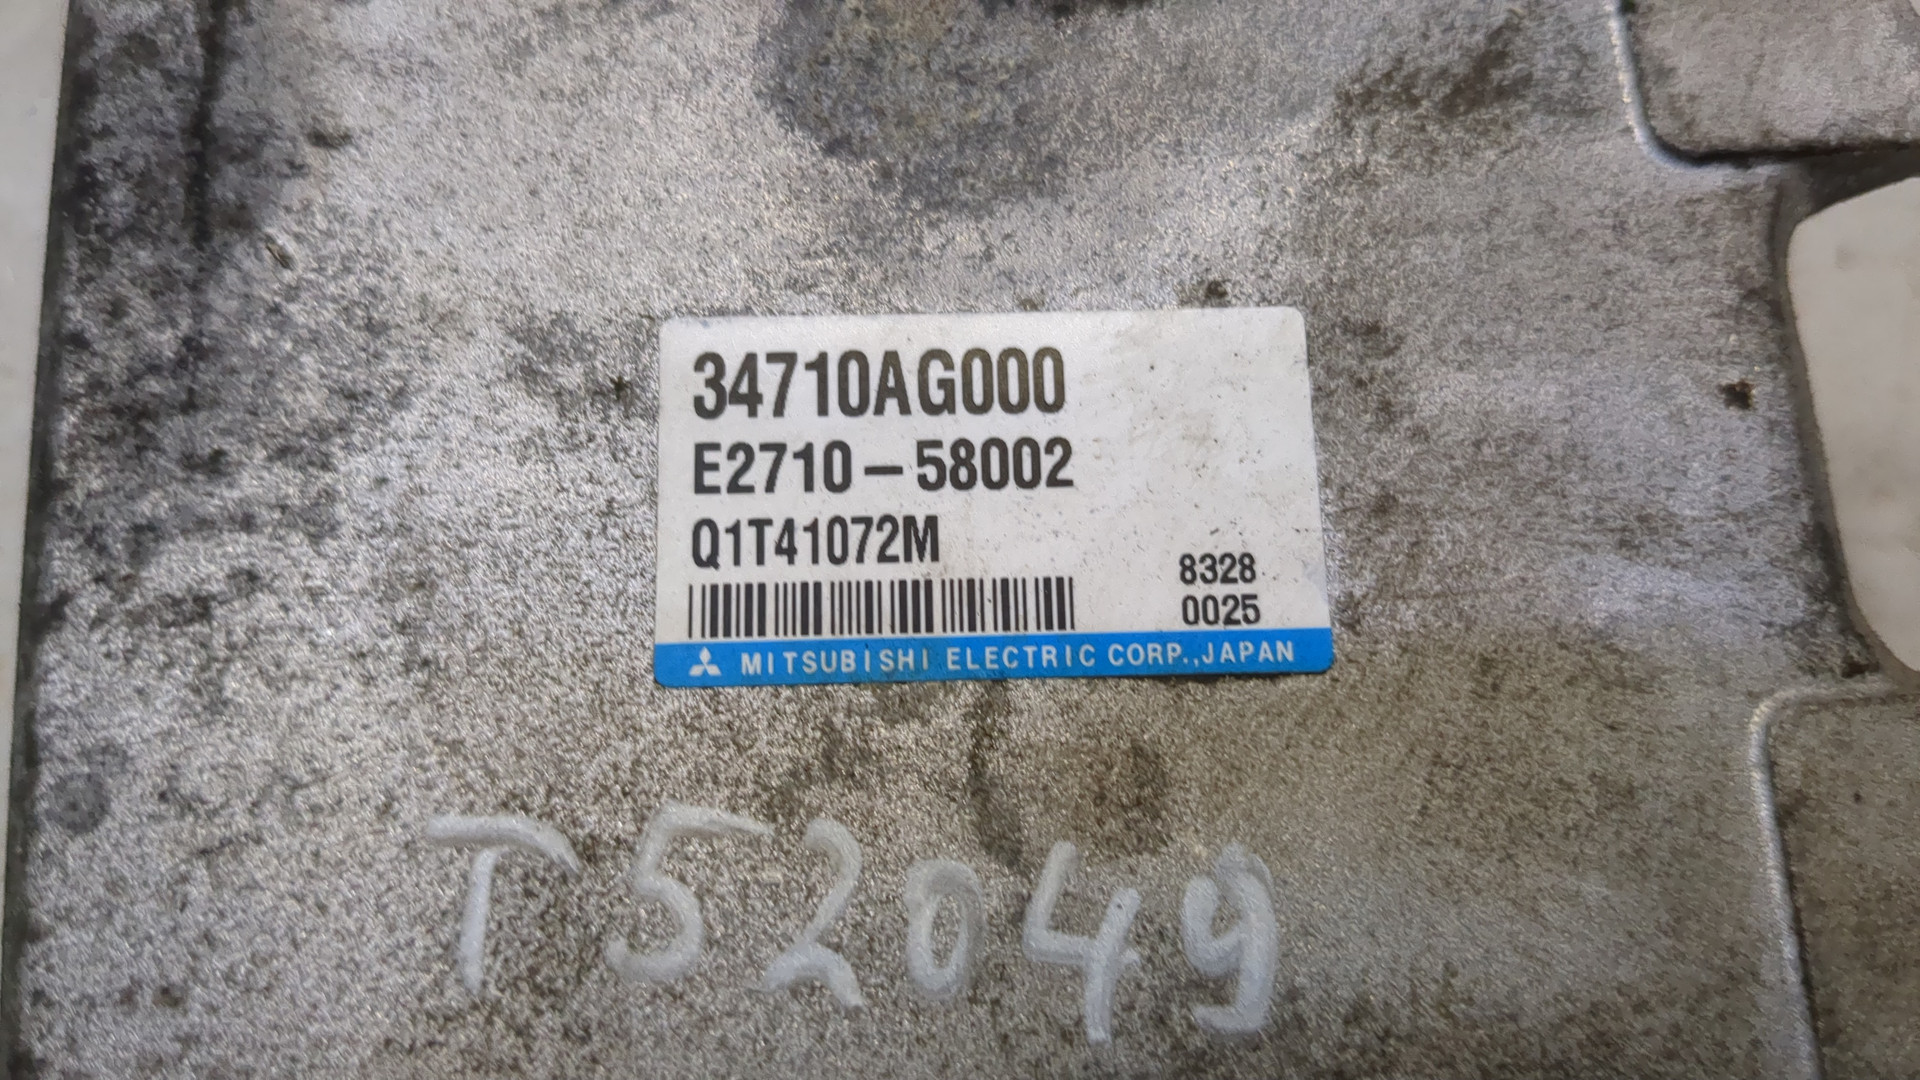 34710AG000
E2710-58002
Q1T41072M
8328
0025
MITSUBISHI ELECTRIC CORP.,JAPAN
T52049